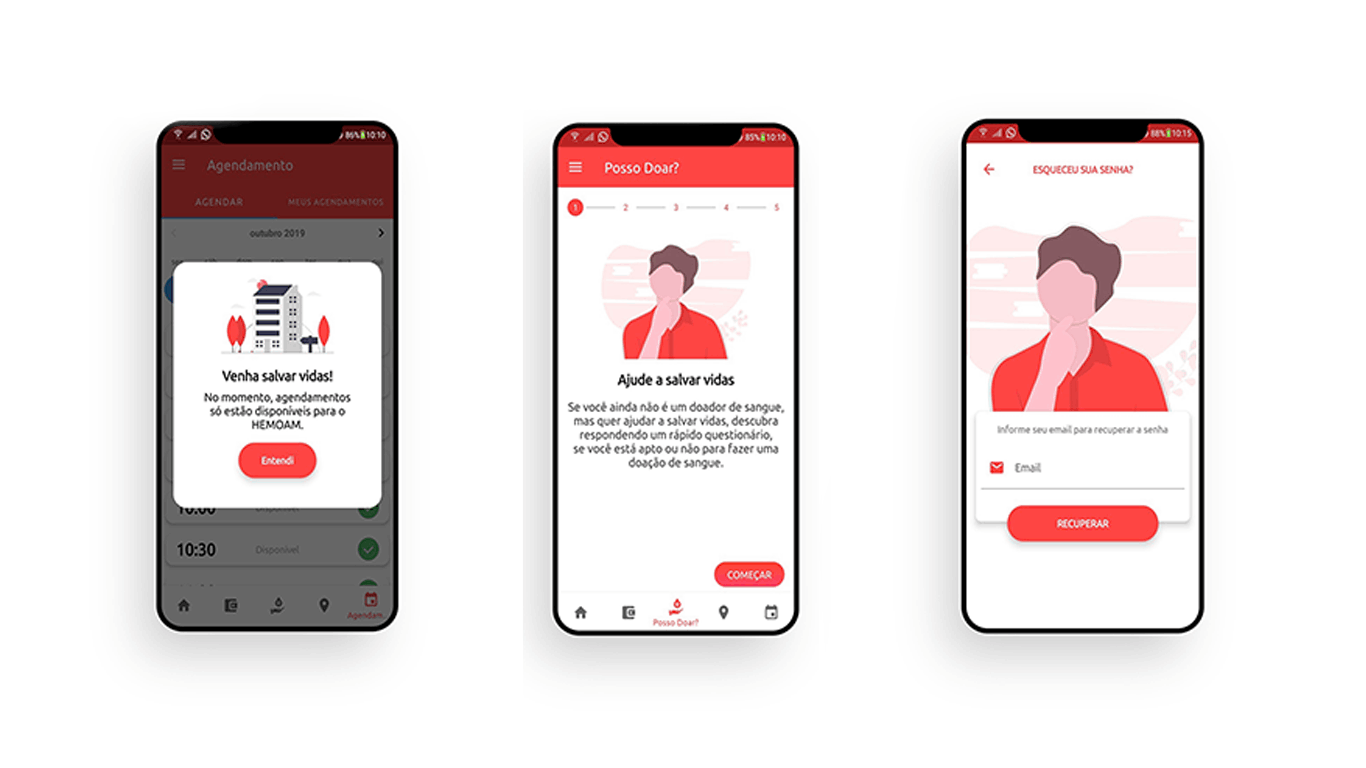 86% 10:10
Agendamento
AGENDAR MEUS AGENDAMENTOS
outubro 2019
Venha salvar vidas!
No momento, agendamentos
só estão disponíveis para o
HEMOAM.
Entendi
10:00 Disponível
10:30 Disponível
Agendam...
85% 10:10
Posso Doar?
1 2 3 4 5
Ajude a salvar vidas
Se você ainda não é um doador de sangue,
mas quer ajudar a salvar vidas, descubra
respondendo um rápido questionário,
se você está apto ou não para fazer uma
doação de sangue.
COMEÇAR
Posso Doar?
88% 10:15
ESQUECEU SUA SENHA?
Informe seu email para recuperar a senha
Email
RECUPERAR